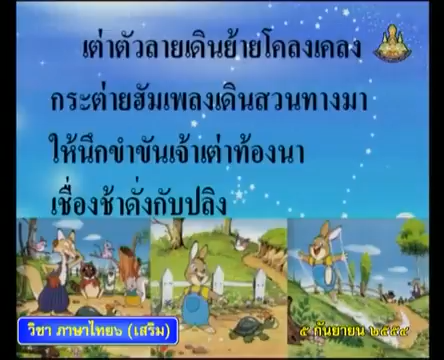 เต่าตัวลายเดินย้ายโคลงเคลง
กระต่ายฮัมเพลงเดินสวนทางมา
ให้นึกขำขันเจ้าเต่าท้องนา
เชื่องช้าดั่งกับปลิง
วิชา ภาษาไทย๖ (เสริม)
๕ กันยายน ๒๕๕๔